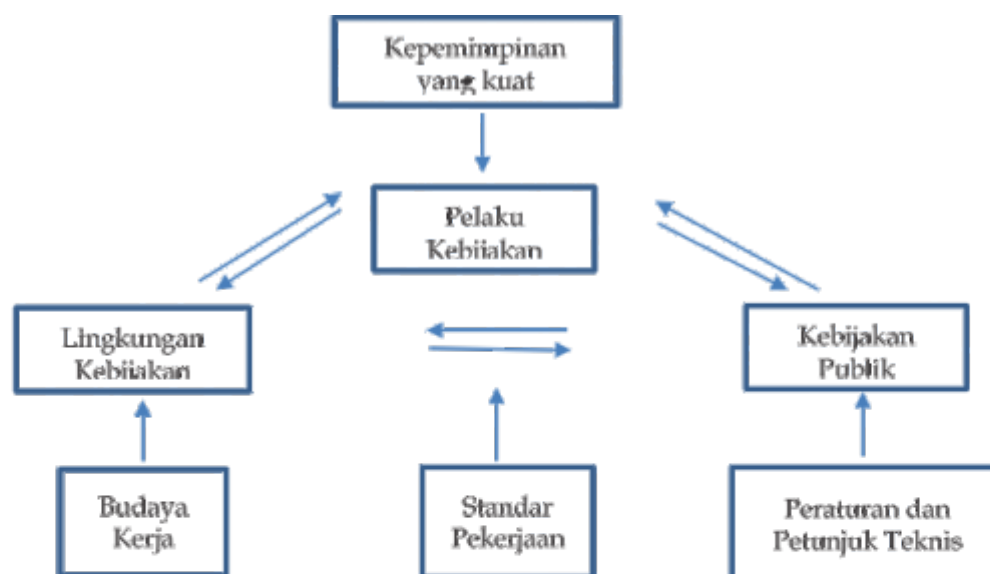 Kepemimpinan
yang kuat
Pelaku
Kebijakan
Lingkungan
Kebijakan
Kebijakan
Publik
Budaya
Kerja
Standar
Pekerjaan
Peraturan dan
Petunjuk Teknis